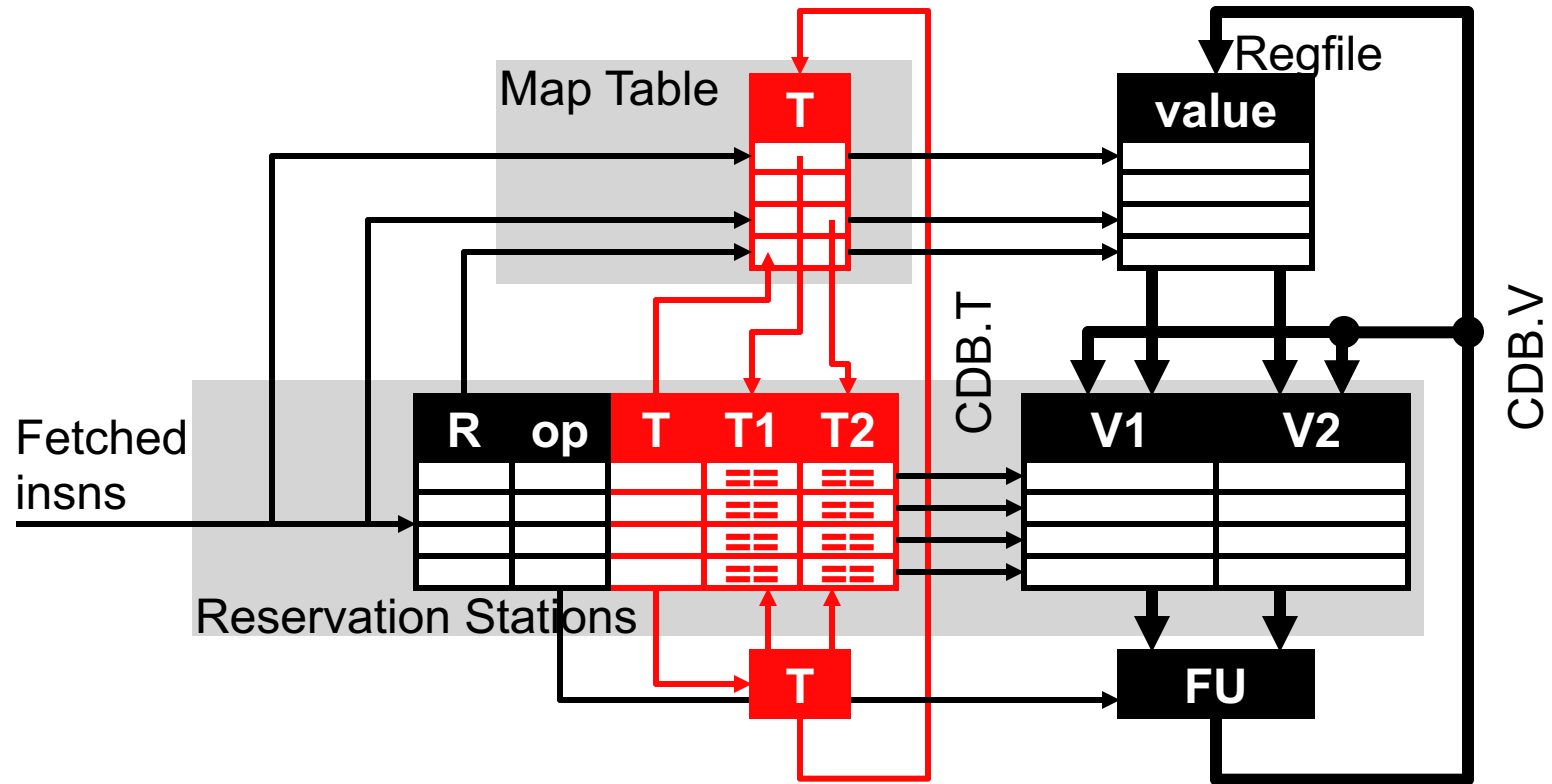 Regfile
Map Table
T
value
CDB.T
CDB.V
Fetched
insns
R op T T1 T2 V1 V2
== ==
== ==
== ==
== ==
Reservation Stations
T
FU